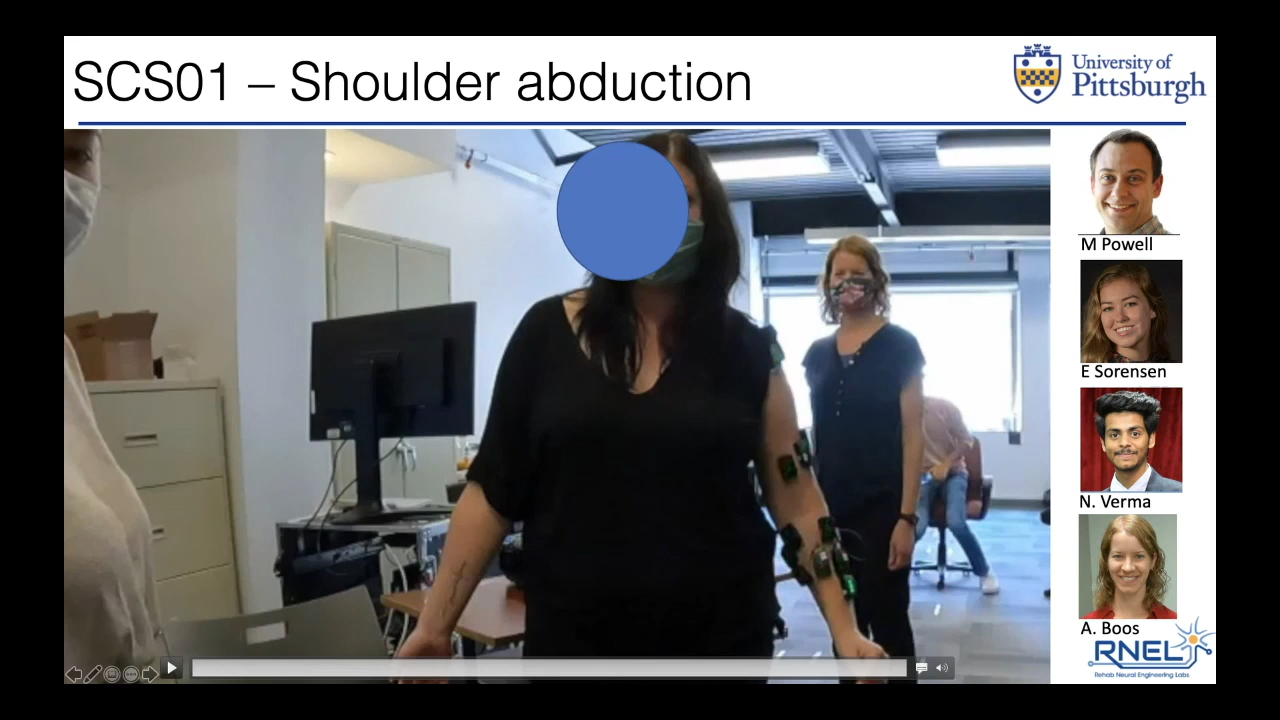 SCS01 – Shoulder abduction
University of
Pittsburgh
M Powell
E Sorensen
N. Verma
A. Boos
RNEL
Rehab Neural Engineering Labs